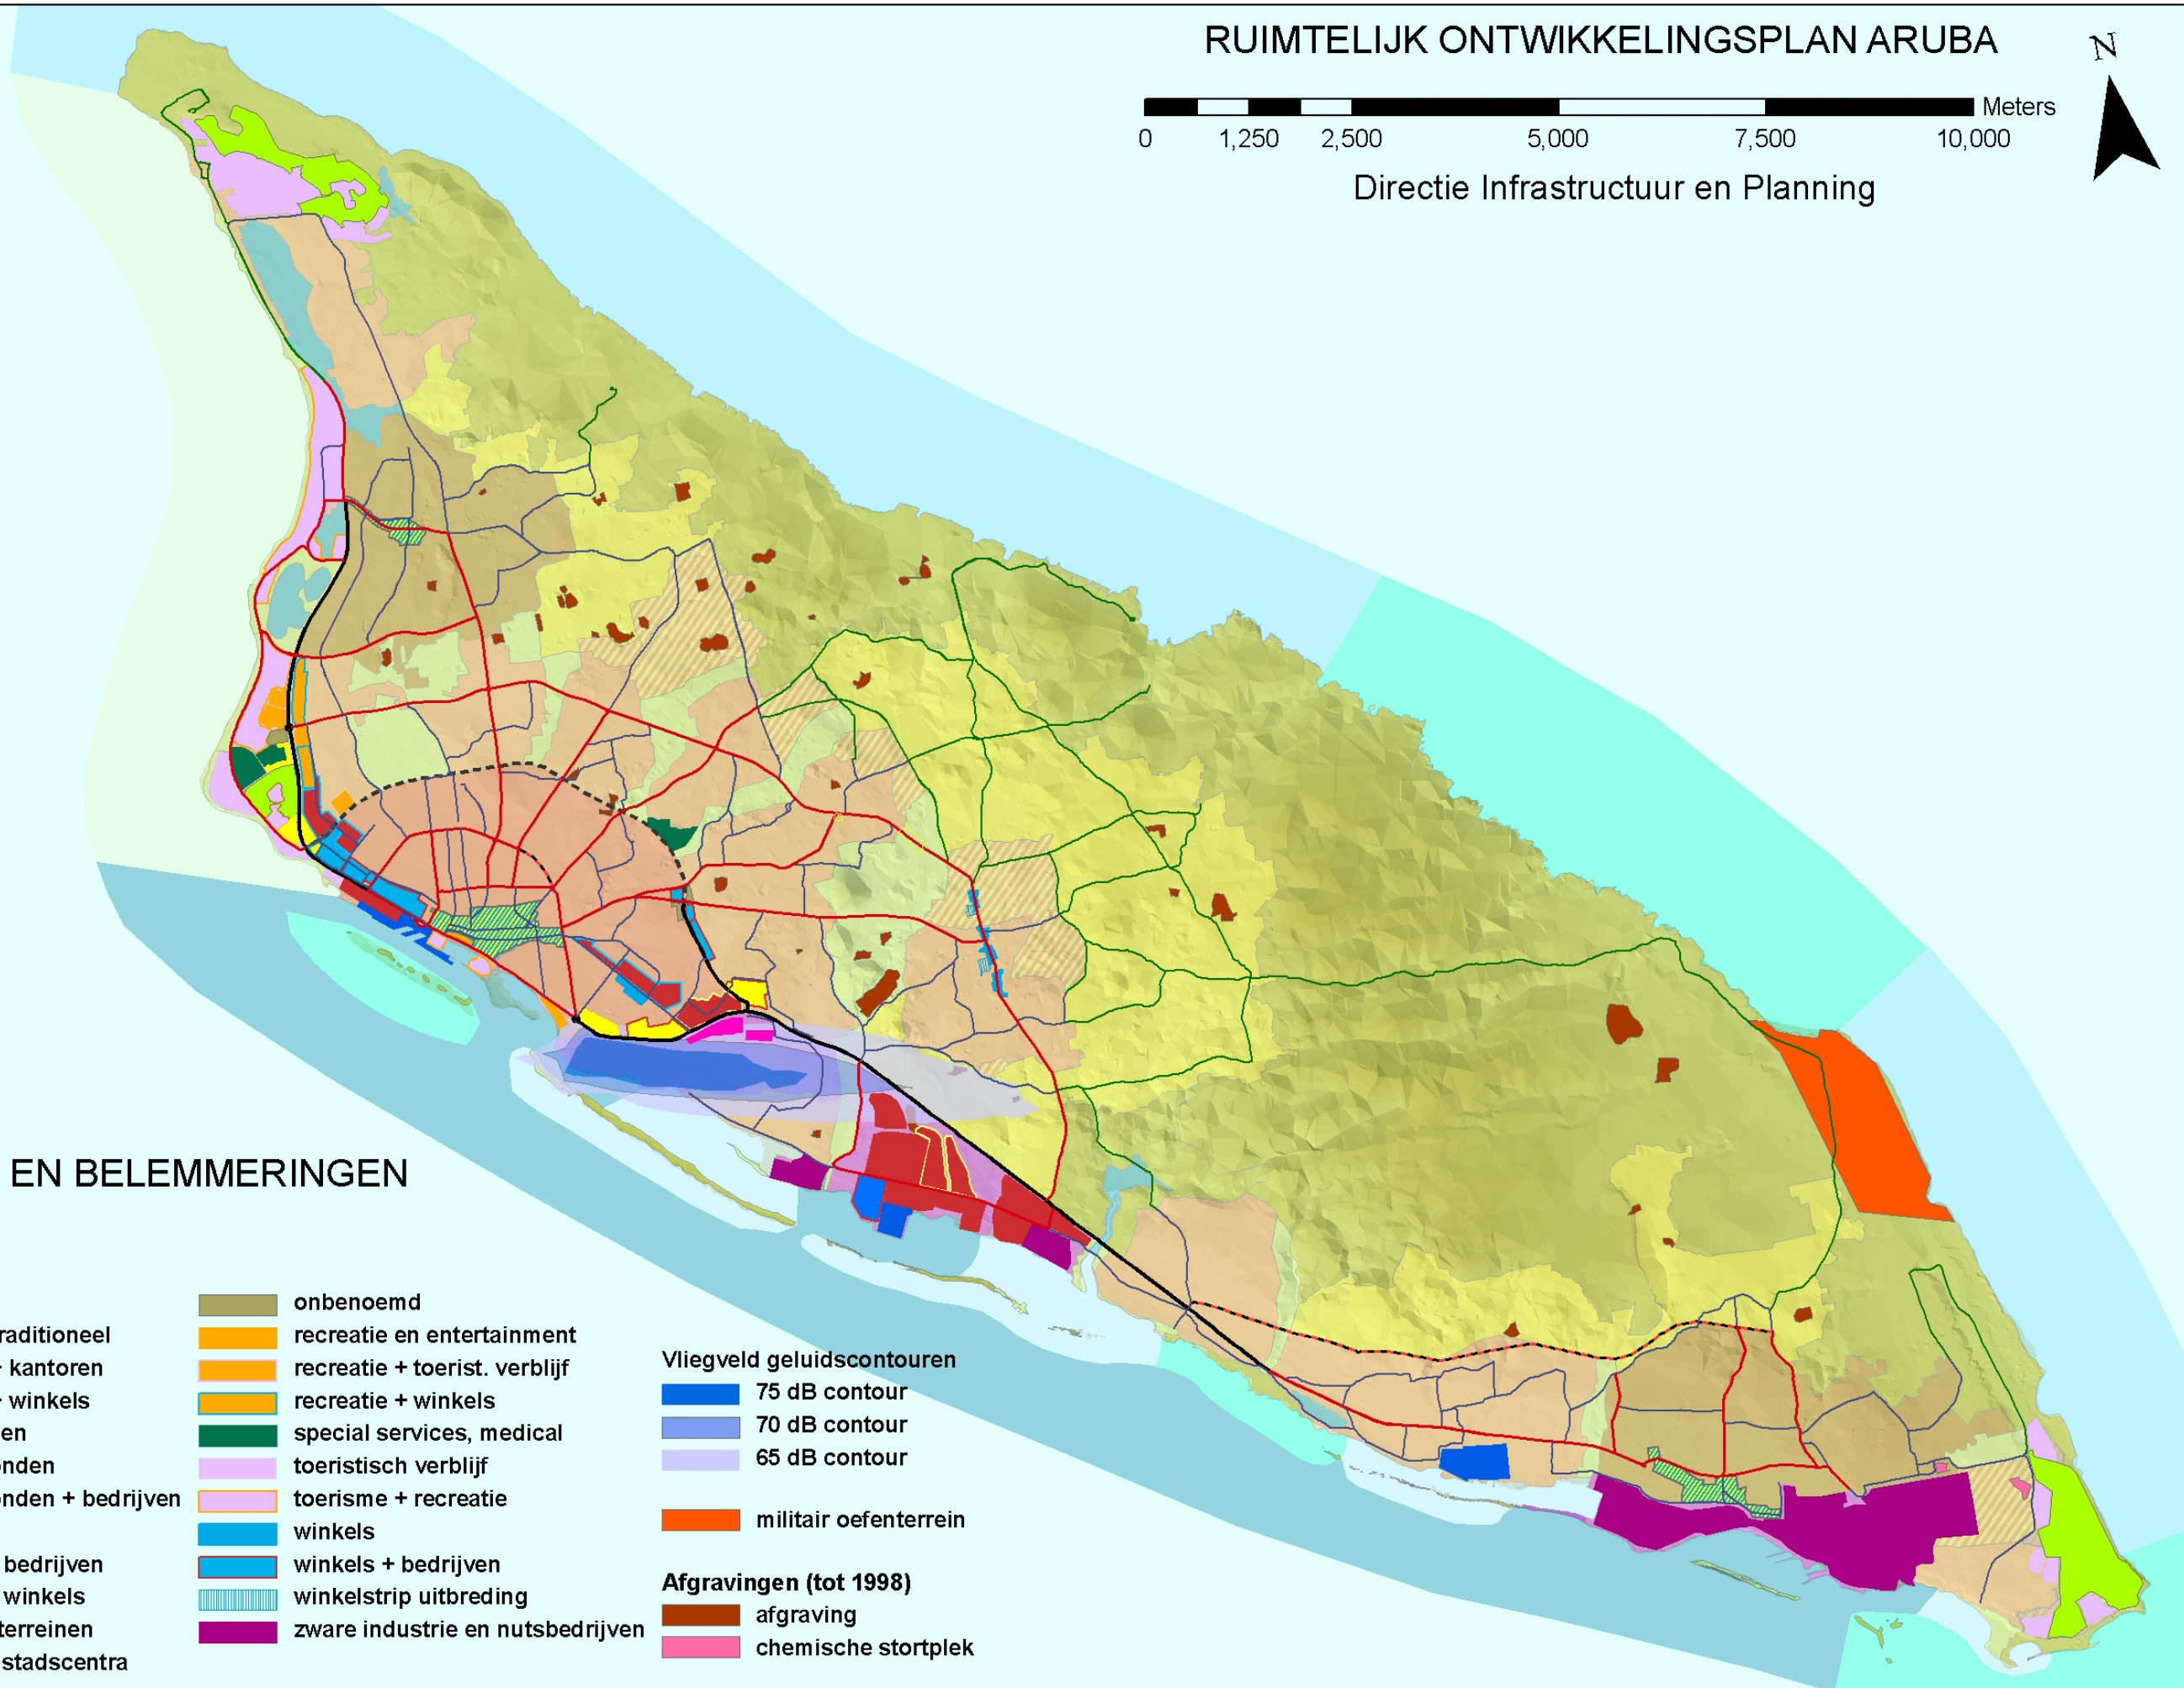 RUIMTELIJK ONTWIKKELINGSPLAN ARUBA
N
Meters
0 1,250 2,500 5,000 7,500 10,000
Directie Infrastructuur en Planning
EN BELEMMERINGEN
raditioneel
kantoren
winkels
en
nden
nden + bedrijven
bedrijven
winkels
terreinen
stadscentra
onbenoemd
recreatie en entertainment
recreatie + toerist. verblijf
recreatie + winkels
special services, medical
toeristisch verblijf
toerisme + recreatie
winkels
winkels + bedrijven
winkelstrip uitbreding
zware industrie en nutsbedrijven
Vliegveld geluidscontouren
75 dB contour
70 dB contour
65 dB contour
militair oefenterrein
Afgravingen (tot 1998)
afgraving
chemische stortplek